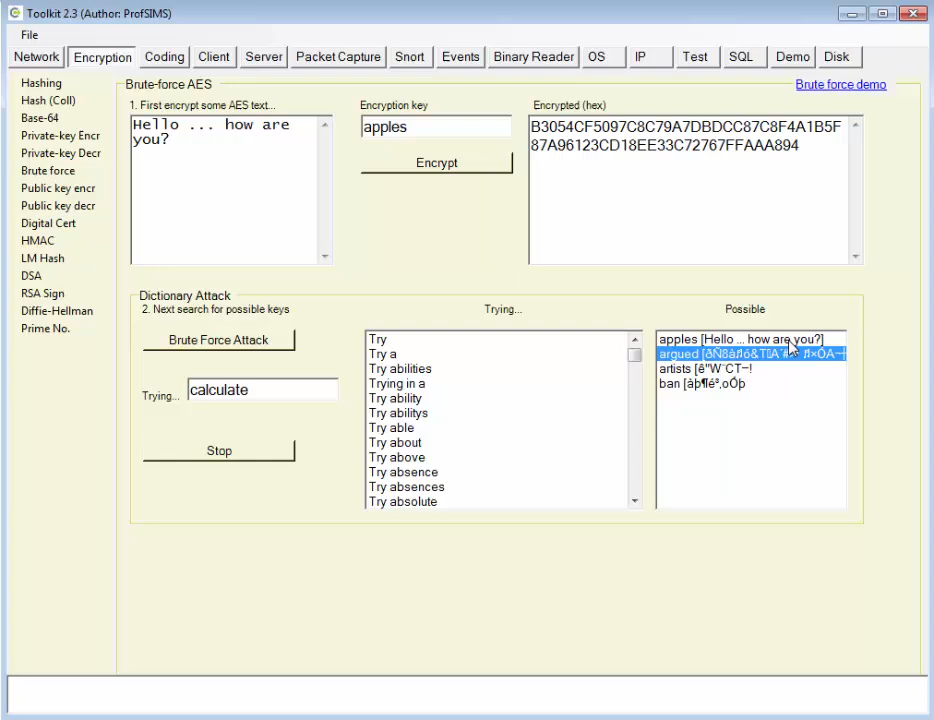 Toolkit 2.3 (Author: ProfSIMS)
File
Network Encryption Coding Client Server Packet Capture Snort Events Binary Reader OS IP Test SQL Demo Disk
Hashing
Hash (Coll)
Base-64
Private-key Encr
Private-key Decr
Brute force
Public key encr
Public key decr
Digital Cert
HMAC
LM Hash
DSA
RSA Sign
Diffie-Hellman
Prime No.
Brute-force AES
Brute force demo
1. First encrypt some AES text...
Hello ... how are
you?
Encryption key
apples
Encrypt
Encrypted (hex)
B3054CF5097C8C79A7DBDCC87C8F4A1B5F
87A96123CD18EE33C72767FFAAA894
Dictionary Attack
2. Next search for possible keys
Brute Force Attack
Trying... calculate
Stop
Trying...
Try
Try a
Try abilities
Trying in a
Try ability
Try abilitys
Try able
Try about
Try above
Try absence
Try absences
Try absolute
Possible
apples [Hello ... how are you?]
argued
artists [ê"W¨CT¬!
ban